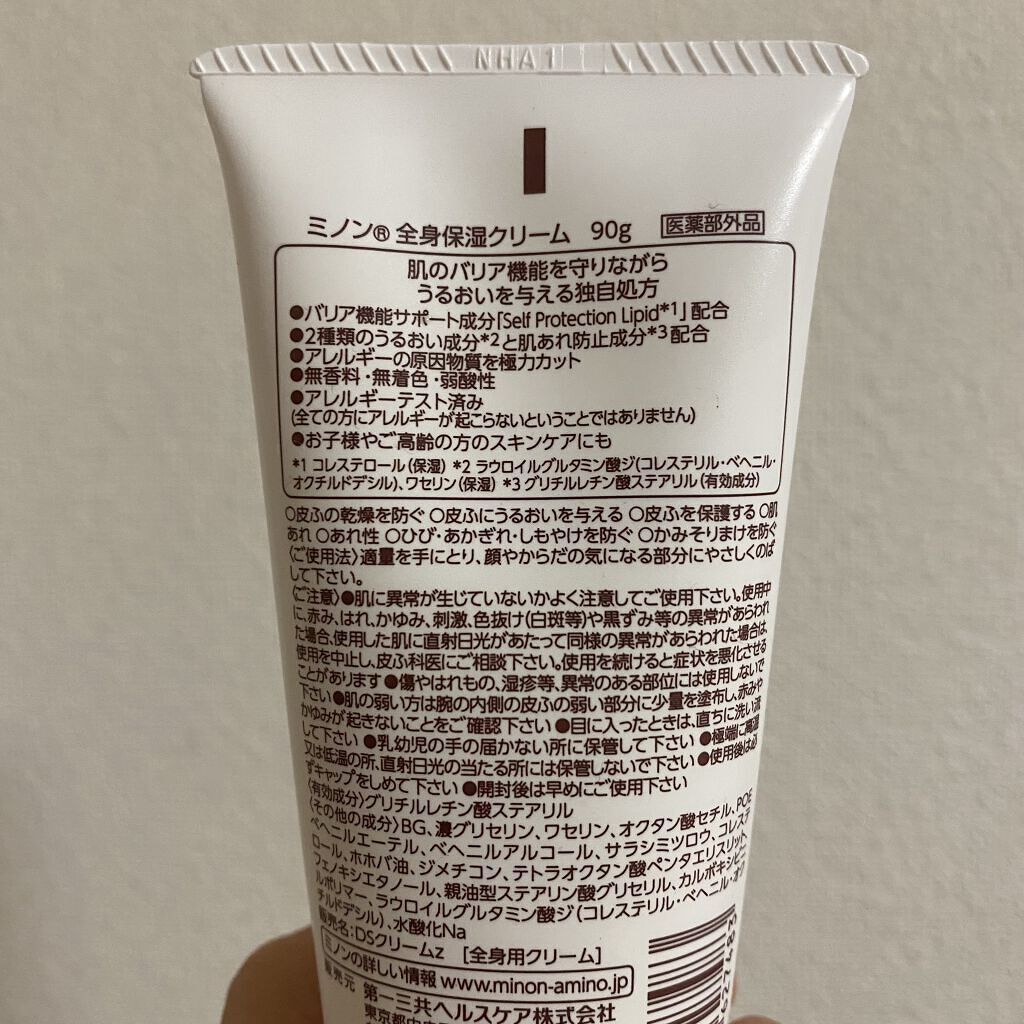 NHA1
ミノン® 全身保湿クリーム 90g 医薬部外品
肌のバリア機能を守りながら
うるおいを与える独自処方
●バリア機能サポート成分「Self Protection Lipid*1」配合
●2種類のうるおい成分*2と肌あれ防止成分*3配合
●アレルギーの原因物質を極力カット
●無香料・無着色・弱酸性
●アレルギーテスト済み
(全ての方にアレルギーが起こらないということではありません)
●お子様やご高齢の方のスキンケアにも
*1 コレステロール(保湿) *2 ラウロイルグルタミン酸ジ(コレステリル・ベヘニル・
オクチルドデシル)、ワセリン(保湿) *3 グリチルレチン酸ステアリル(有効成分)
○皮ふの乾燥を防ぐ ○皮ふにうるおいを与える ○皮ふを保護する ○肌
あれ ○あれ性 ○ひび・あかぎれ・しもやけを防ぐ ○かみそりまけを防ぐ
〈ご使用法〉適量を手にとり、顔やからだの気になる部分にやさしくのば
して下さい。
〈ご注意〉●肌に異常が生じていないかよく注意してご使用下さい。使用中
に、赤み、はれ、かゆみ、刺激、色抜け(白斑等)や黒ずみ等の異常があらわれ
た場合、使用した肌に直射日光があたって同様の異常があらわれた場合は、
使用を中止し、皮ふ科医にご相談下さい。使用を続けると症状を悪化させる
ことがあります ●傷やはれもの、湿疹等、異常のある部位には使用しないで
下さい ●肌の弱い方は腕の内側の皮ふの弱い部分に少量を塗布し、赤みや
かゆみが起きないことをご確認下さい ●目に入ったときは、直ちに洗い流
して下さい ●乳幼児の手の届かない所に保管して下さい ●極端に高温
又は低温の所、直射日光の当たる所には保管しないで下さい ●使用後は必
ずキャップをしめて下さい ●開封後は早めにご使用下さい
〈有効成分〉グリチルレチン酸ステアリル
〈その他の成分〉BG、濃グリセリン、ワセリン、オクタン酸セチル、POE
ベヘニルエーテル、ベヘニルアルコール、サラシミツロウ、コレステ
ロール、ホホバ油、ジメチコン、テトラオクタン酸ペンタエリスリット、
フェノキシエタノール、親油型ステアリン酸グリセリル、カルボキシビニ
ルポリマー、ラウロイルグルタミン酸ジ(コレステリル・ベヘニル・オク
チルドデシル)、水酸化Na
販売名:DSクリームz [全身用クリーム]
ミノンの詳しい情報 www.minon-amino.jp
販売元 第一三共ヘルスケア株式会社
東京都中央